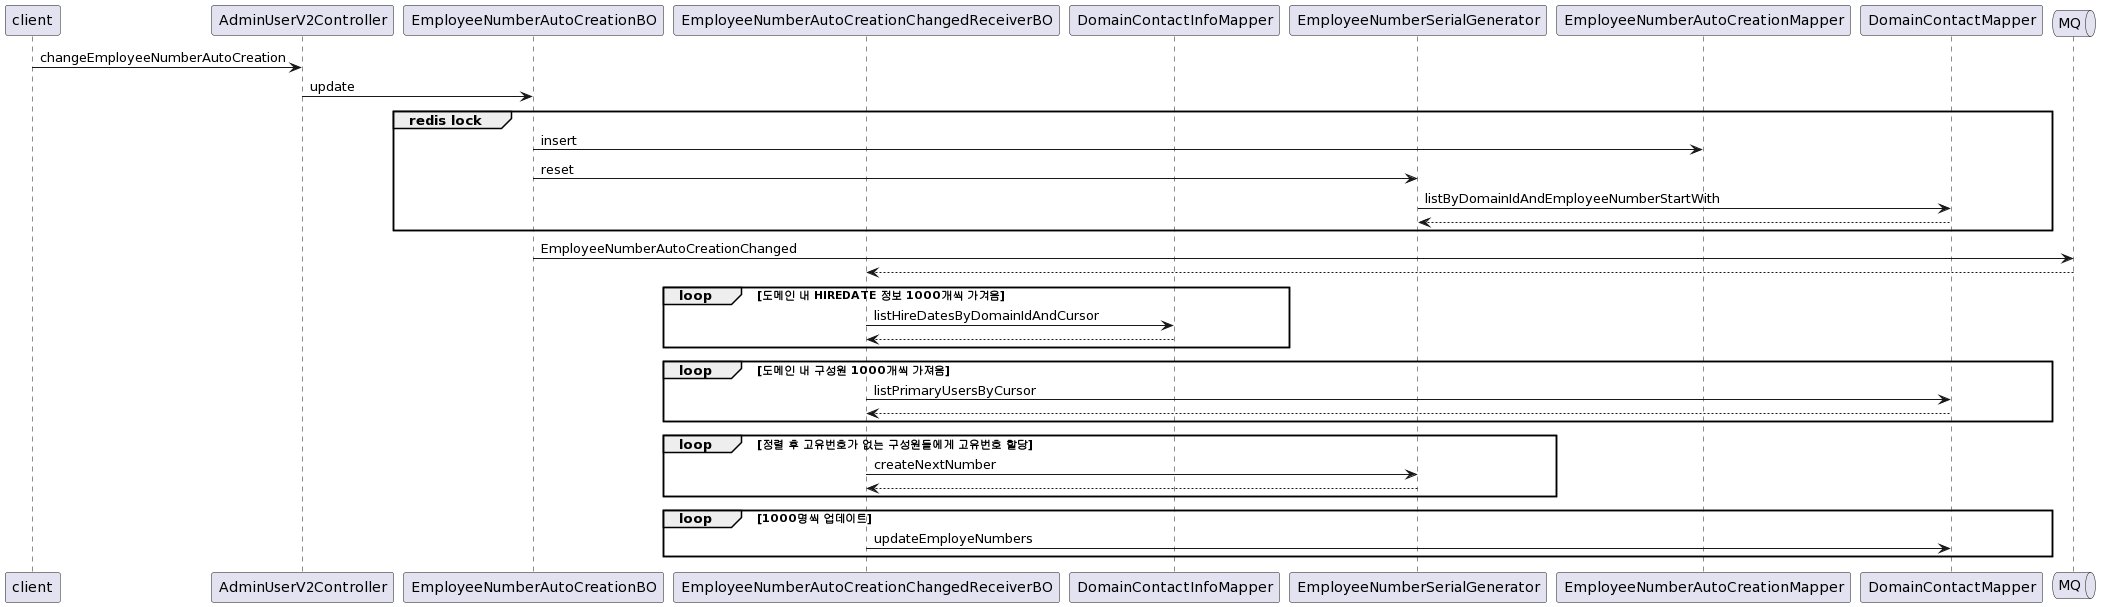 client AdminUserV2Controller EmployeeNumberAutoCreationBO EmployeeNumberAutoCreationChangedReceiverBO DomainContactInfoMapper EmployeeNumberSerialGenerator EmployeeNumberAutoCreationMapper DomainContactMapper MQ
changeEmployeeNumberAutoCreation
update
redis lock
insert
reset
listByDomainIdAndEmployeeNumberStartWith
EmployeeNumberAutoCreationChanged
loop [도메인 내 HIREDATE 정보 1000개씩 가겨옴]
listHireDatesByDomainIdAndCursor
loop [도메인 내 구성원 1000개씩 가져옴]
listPrimaryUsersByCursor
loop [정렬 후 고유번호가 없는 구성원들에게 고유번호 할당]
createNextNumber
loop [1000명씩 업데이트]
updateEmployeNumbers
client AdminUserV2Controller EmployeeNumberAutoCreationBO EmployeeNumberAutoCreationChangedReceiverBO DomainContactInfoMapper EmployeeNumberSerialGenerator EmployeeNumberAutoCreationMapper DomainContactMapper MQ